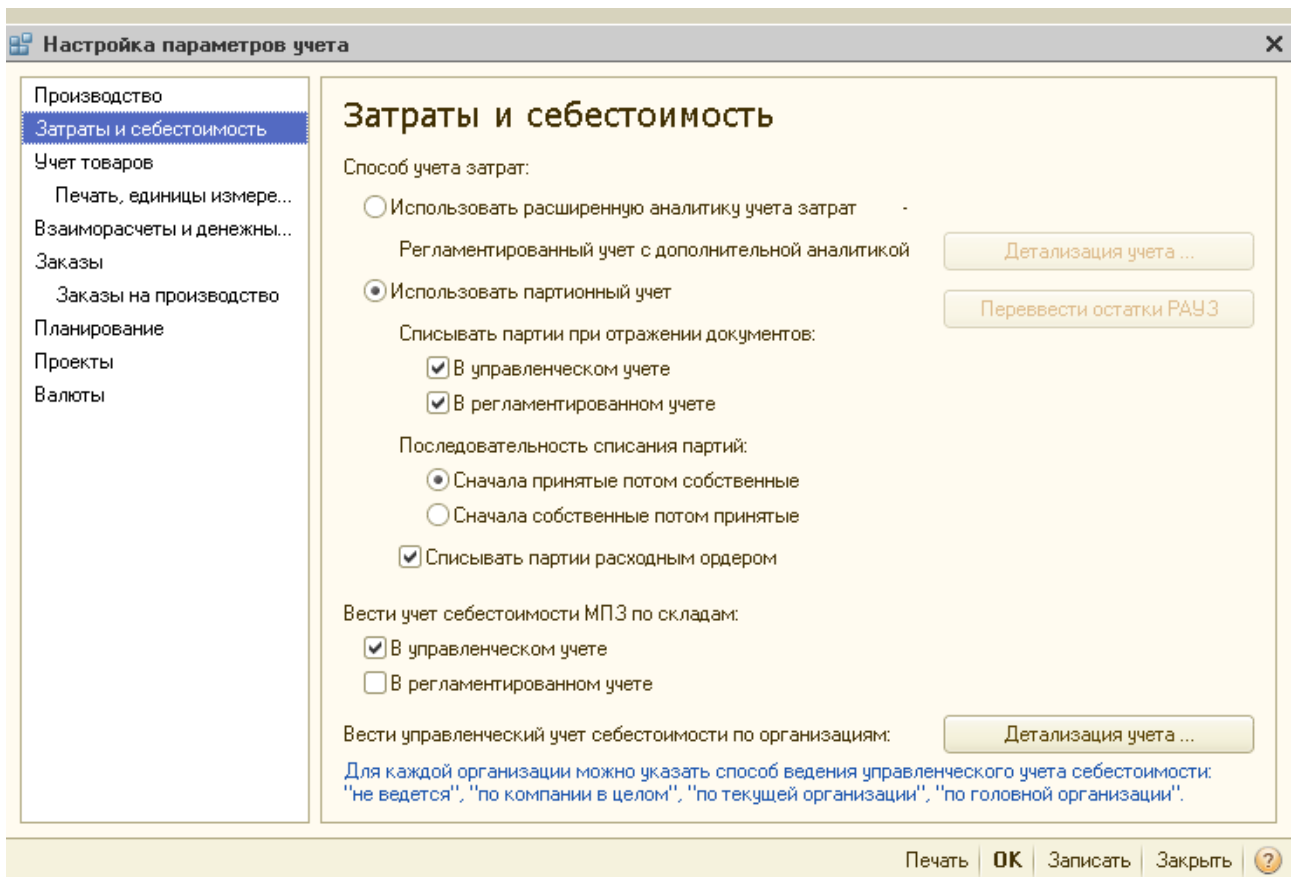 Настройка параметров учета
Производство
Затраты и себестоимость
Учет товаров
Печать, единицы измере...
Взаиморасчеты и денежны...
Заказы
Заказы на производство
Планирование
Проекты
Валюты
Затраты и себестоимость
Способ учета затрат:
Использовать расширенную аналитику учета затрат -
Регламентированный учет с дополнительной аналитикой
Детализация учета ...
Использовать партионный учет
Переввести остатки РАУЗ
Списывать партии при отражении документов:
В управленческом учете
В регламентированном учете
Последовательность списания партий:
Сначала принятые потом собственные
Сначала собственные потом принятые
Списывать партии расходным ордером
Вести учет себестоимости МПЗ по складам:
В управленческом учете
В регламентированном учете
Вести управленческий учет себестоимости по организациям:
Детализация учета ...
Для каждой организации можно указать способ ведения управленческого учета себестоимости:
"не ведется", "по компании в целом", "по текущей организации", "по головной организации".
Печать ОК Записать Закрыть ?